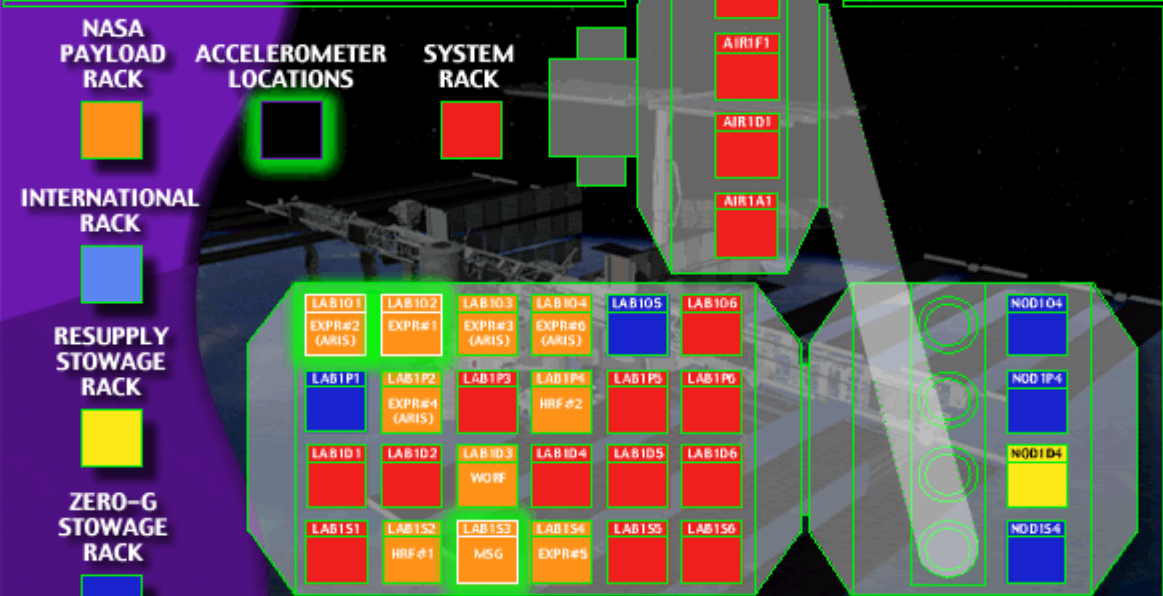 NASA
PAYLOAD
RACK
ACCELEROMETER
LOCATIONS
SYSTEM
RACK
INTERNATIONAL
RACK
RESUPPLY
STOWAGE
RACK
ZERO-G
STOWAGE
RACK
AIR1F1
AIR1D1
AIR1A1
LAB1O1
EXPR#2
(ARIS)
LAB1O2
EXPR#1
LAB1O3
EXPR#3
(ARIS)
LAB1O4
EXPR#6
(ARIS)
LAB1O5
LAB1O6
LAB1P1
LAB1P2
EXPR#4
(ARIS)
LAB1P3
LAB1P4
HRF#2
LAB1P5
LAB1P6
LAB1D1
LAB1D2
LAB1D3
WORF
LAB1D4
LAB1D5
LAB1D6
LAB1S1
LAB1S2
HRF#1
LAB1S3
MSG
LAB1S4
EXPR#5
LAB1S5
LAB1S6
NOD1O4
NOD1P4
NOD1D4
NOD1S4